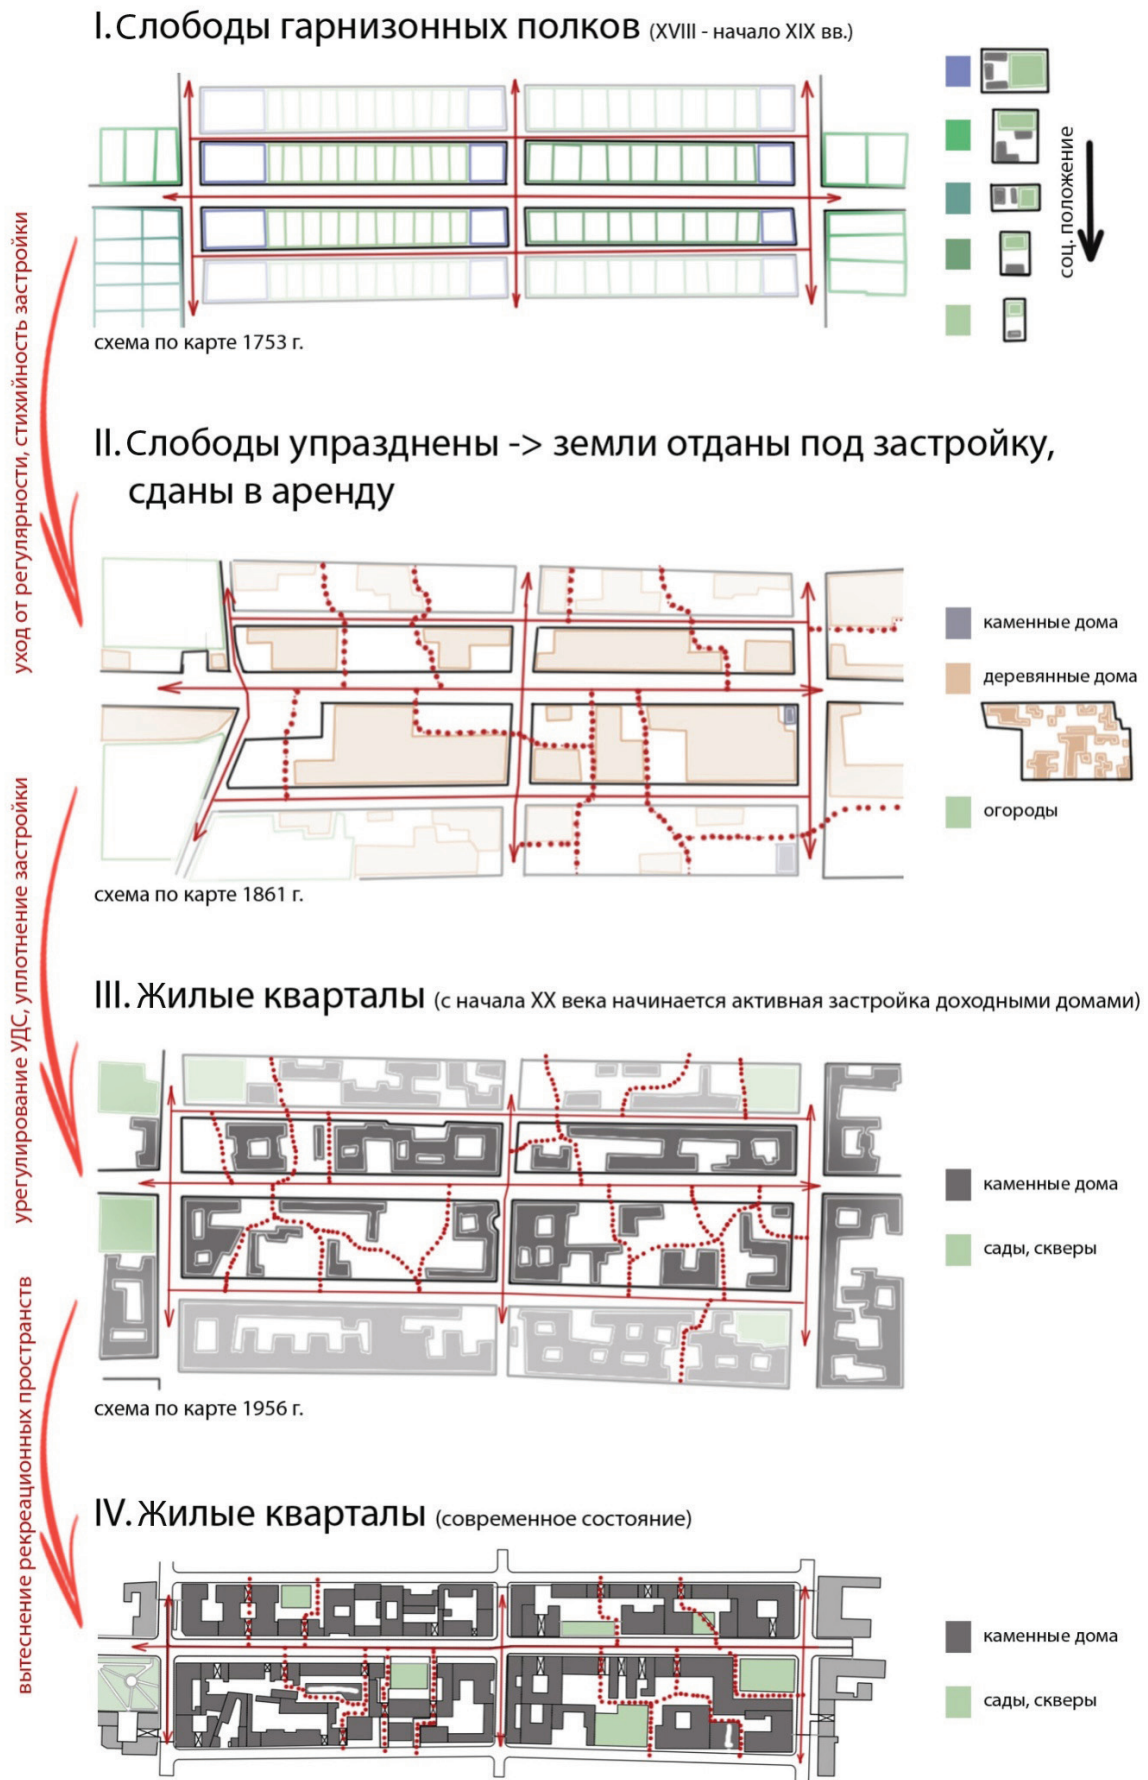 I. Слободы гарнизонных полков (XVIII - начало XIX вв.)
соц. положение
схема по карте 1753 г.
уход от регулярности, стихийность застройки
II. Слободы упразднены -> земли отданы под застройку,
сданы в аренду
каменные дома
деревянные дома
огороды
схема по карте 1861 г.
урегулирование УДС, уплотнение застройки
III. Жилые кварталы (с начала XX века начинается активная застройка доходными домами)
каменные дома
сады, скверы
схема по карте 1956 г.
вытеснение рекреационных пространств
IV. Жилые кварталы (современное состояние)
каменные дома
сады, скверы